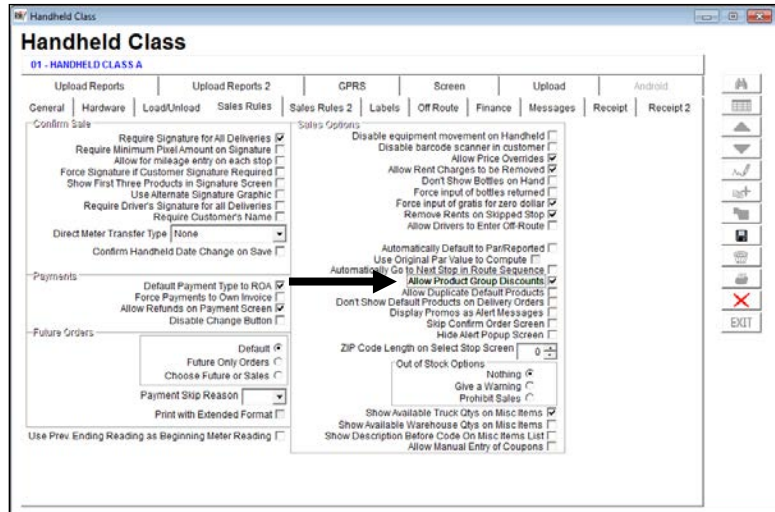 Handheld Class
Handheld Class
01 - HANDHELD CLASS A
Upload Reports Upload Reports 2 GPRS Screen Upload Android
General Hardware Load/Unload Sales Rules Sales Rules 2 Labels Off Route Finance Messages Receipt Receipt 2
Confirm Sale
Require Signature for All Deliveries
Require Minimum Pixel Amount on Signature
Allow for mileage entry on each stop
Force Signature if Customer Signature Required
Show First Three Products in Signature Screen
Use Alternate Signature Graphic
Require Driver's Signature for all Deliveries
Require Customer's Name
Direct Meter Transfer Type None
Confirm Handheld Date Change on Save
Payments
Default Payment Type to ROA
Force Payments to Own Invoice
Allow Refunds on Payment Screen
Disable Change Button
Future Orders
Default
Future Only Orders
Choose Future or Sales
Payment Skip Reason
Print with Extended Format
Use Prev. Ending Reading as Beginning Meter Reading
Sales Options
Disable equipment movement on Handheld
Disable barcode scanner in customer
Allow Price Overrides
Allow Rent Charges to be Removed
Don't Show Bottles on Hand
Force input of bottles returned
Force input of gratis for zero dollar
Remove Rents on Skipped Stop
Allow Drivers to Enter Off-Route
Automatically Default to Par/Reported
Use Original Par Value to Compute
Automatically Go to Next Stop in Route Sequence
Allow Product Group Discounts
Allow Duplicate Default Products
Don't Show Default Products on Delivery Orders
Display Promos as Alert Messages
Skip Confirm Order Screen
Hide Alert Popup Screen
ZIP Code Length on Select Stop Screen 0
Out of Stock Options
Nothing
Give a Warning
Prohibit Sales
Show Available Truck Qtys on Misc Items
Show Available Warehouse Qtys on Misc Items
Show Description Before Code On Misc Items List
Allow Manual Entry of Coupons
EXIT